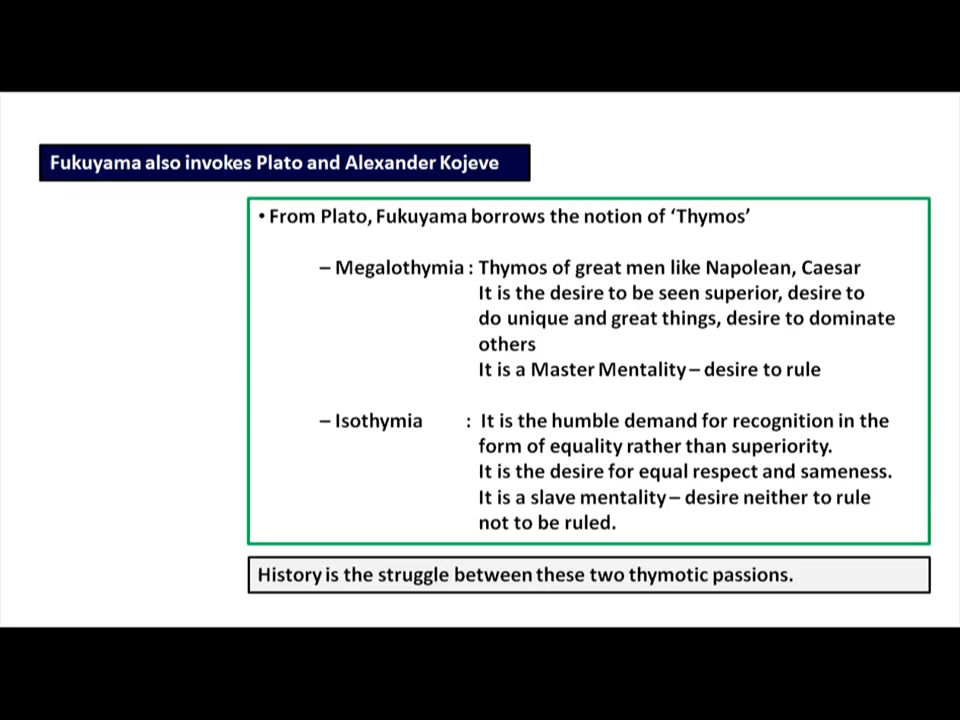 Fukuyama also invokes Plato and Alexander Kojeve
• From Plato, Fukuyama borrows the notion of ‘Thymos’
– Megalothymia : Thymos of great men like Napolean, Caesar
It is the desire to be seen superior, desire to
do unique and great things, desire to dominate
others
It is a Master Mentality – desire to rule
– Isothymia : It is the humble demand for recognition in the
form of equality rather than superiority.
It is the desire for equal respect and sameness.
It is a slave mentality – desire neither to rule
not to be ruled.
History is the struggle between these two thymotic passions.